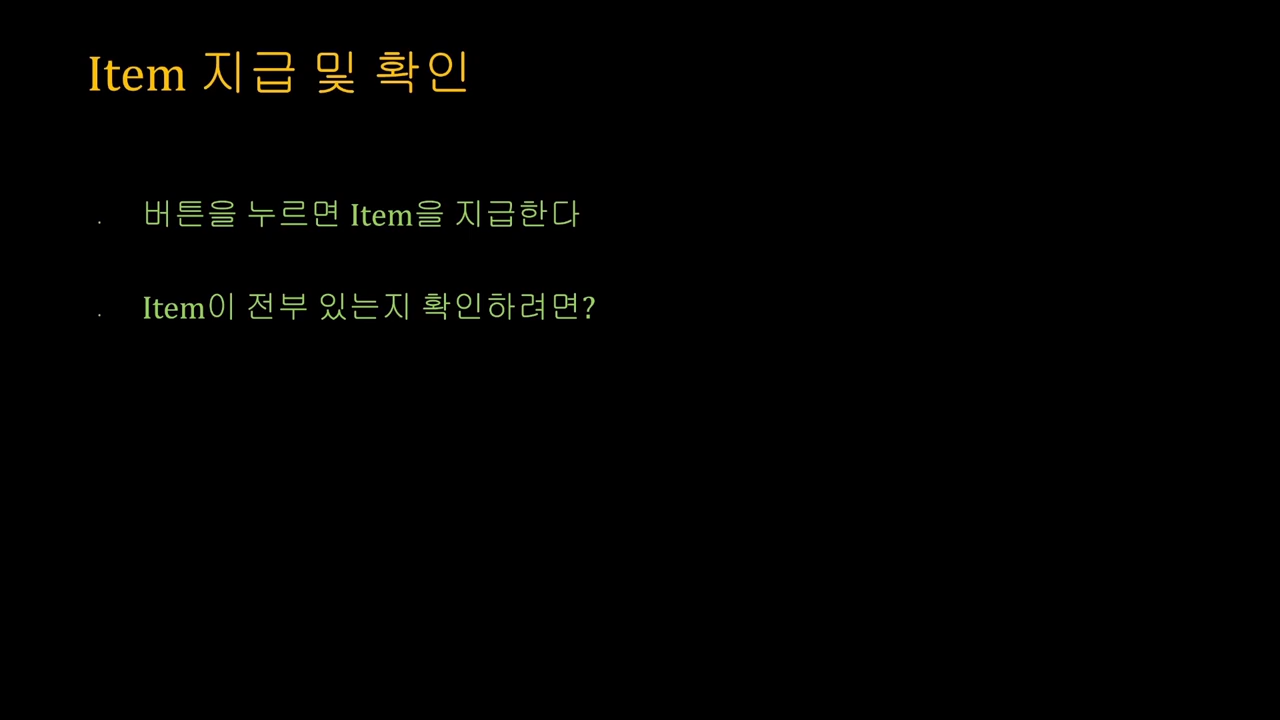 Item 지급 및 확인
. 버튼을 누르면 Item을 지급한다
. Item이 전부 있는지 확인하려면?